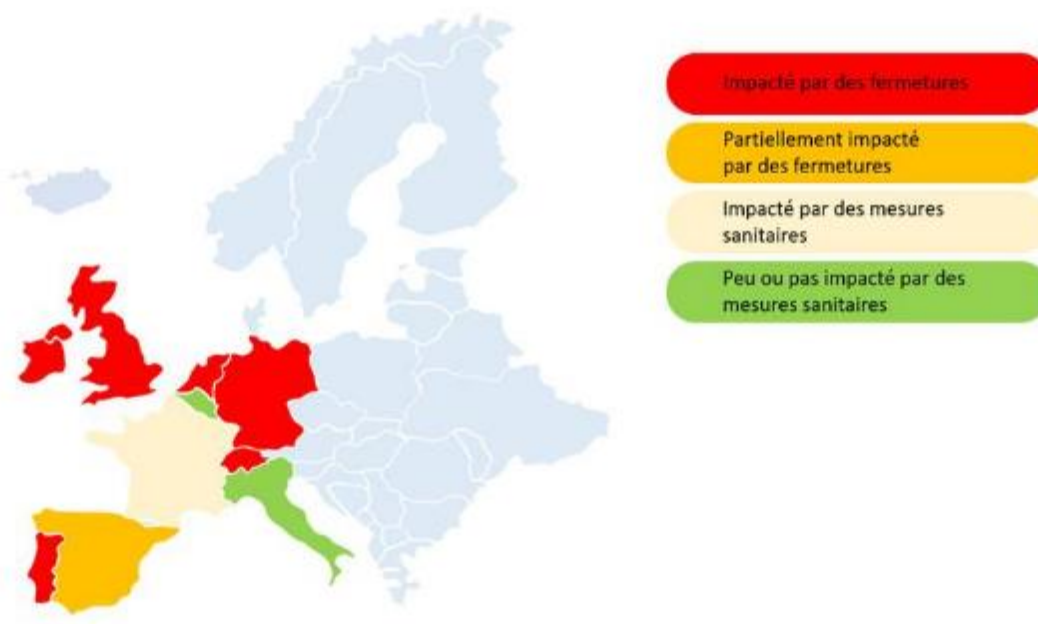 Impacté par des fermetures
Partiellement impacté
par des fermetures
Impacté par des mesures
sanitaires
Peu ou pas impacté par des
mesures sanitaires